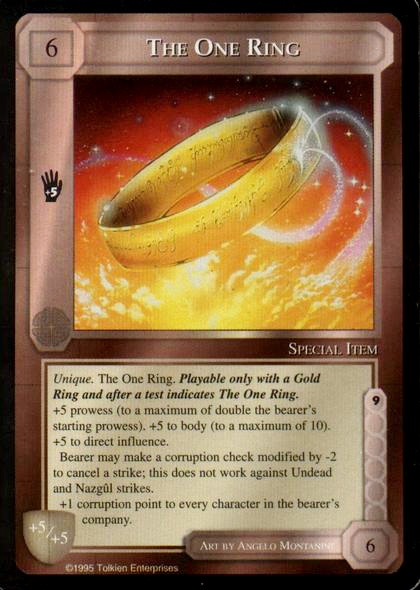 6
THE ONE RING
+5
SPECIAL ITEM
Unique. The One Ring. Playable only with a Gold
Ring and after a test indicates The One Ring.
+5 prowess (to a maximum of double the bearer's
starting prowess). +5 to body (to a maximum of 10).
+5 to direct influence.
Bearer may make a corruption check modified by -2
to cancel a strike; this does not work against Undead
and Nazgûl strikes.
+1 corruption point to every character in the bearer's
company.
9
+5/+5
ART BY ANGELO MONTANINI
6
©1995 Tolkien Enterprises